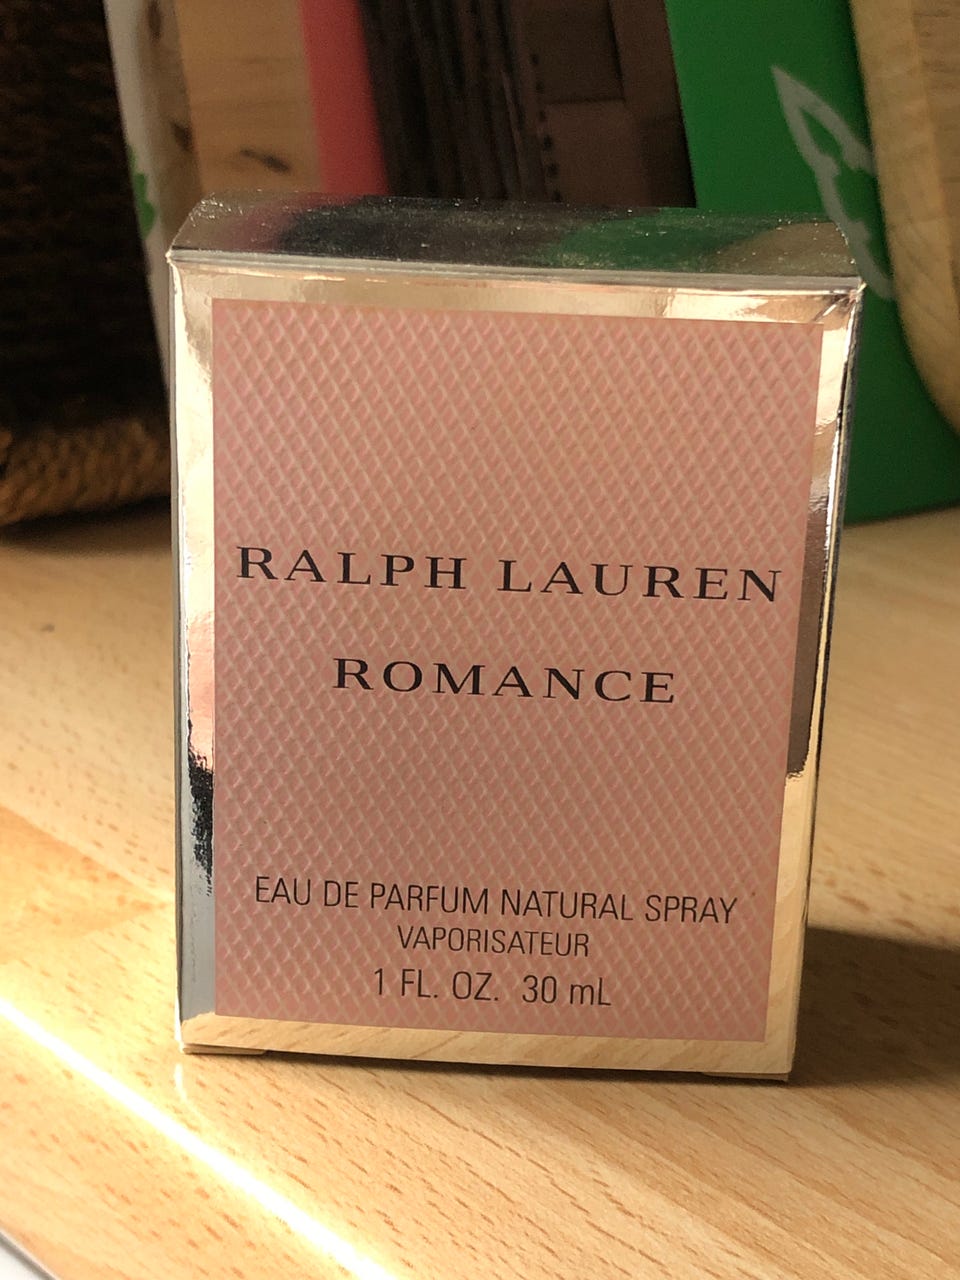 RALPH LAUREN
ROMANCE
EAU DE PARFUM NATURAL SPRAY
VAPORISATEUR
1 FL. OZ. 30 mL